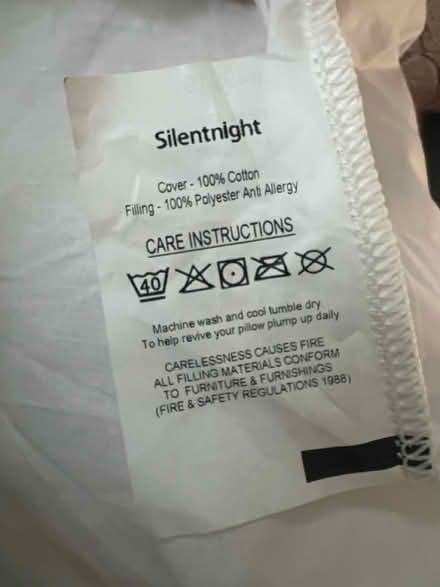 Silentnight
Cover - 100% Cotton
Filling - 100% Polyester Anti Allergy
CARE INSTRUCTIONS
40
Machine wash and cool tumble dry
To help revive your pillow plump up daily
CARELESSNESS CAUSES FIRE
ALL FILLING MATERIALS CONFORM
TO FURNITURE & FURNISHINGS
(FIRE & SAFETY REGULATIONS 1988)